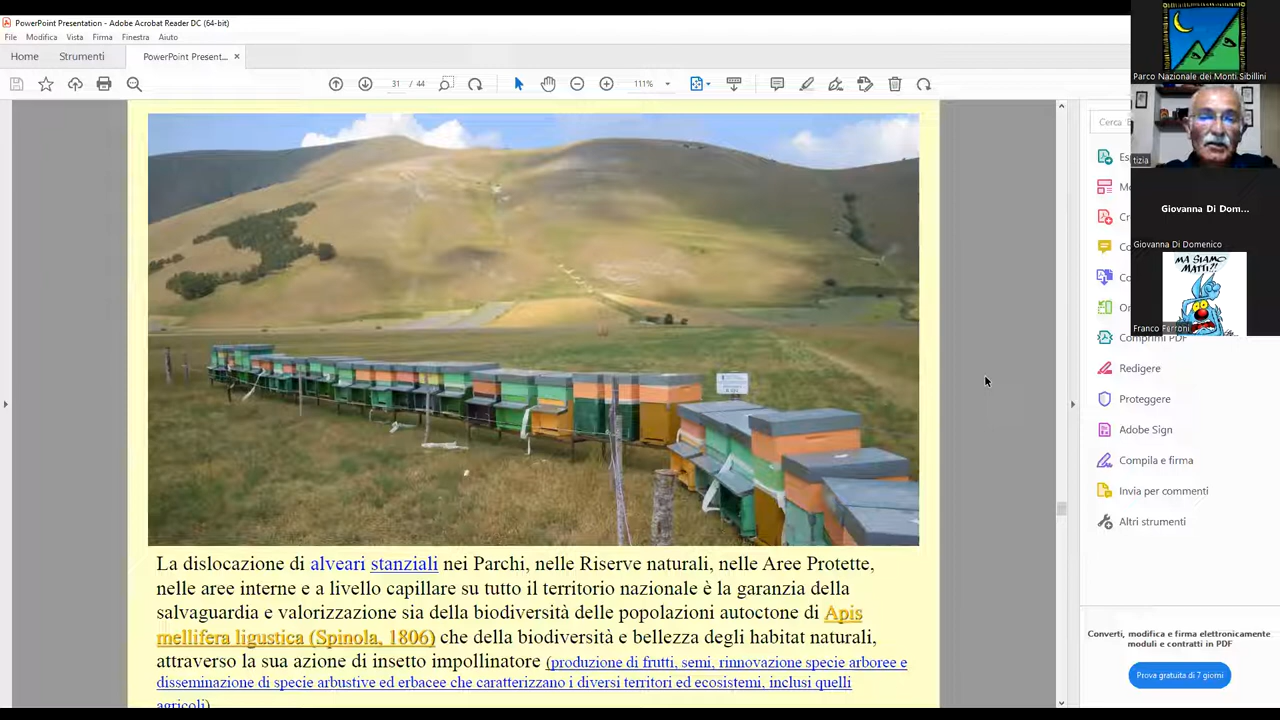 PowerPoint Presentation - Adobe Acrobat Reader DC (64-bit)
File Modifica Vista Firma Finestra Aiuto
Home Strumenti PowerPoint Present... ×
31 / 44 111%
Parco Nazionale dei Monti Sibillini
tizia
Giovanna Di Dom...
Giovanna Di Domenico
MA SIAMO
MATTI?!
Franco Ferroni
Cerca
Comprimi PDF
Redigere
Proteggere
Adobe Sign
Compila e firma
Invia per commenti
Altri strumenti
Converti, modifica e firma elettronicamente
moduli e contratti in PDF
Prova gratuita di 7 giorni
La dislocazione di alveari stanziali nei Parchi, nelle Riserve naturali, nelle Aree Protette,
nelle aree interne e a livello capillare su tutto il territorio nazionale è la garanzia della
salvaguardia e valorizzazione sia della biodiversità delle popolazioni autoctone di Apis
mellifera ligustica (Spinola, 1806) che della biodiversità e bellezza degli habitat naturali,
attraverso la sua azione di insetto impollinatore (produzione di frutti, semi, rinnovazione specie arboree e
disseminazione di specie arbustive ed erbacee che caratterizzano i diversi territori ed ecosistemi, inclusi quelli
agricoli)